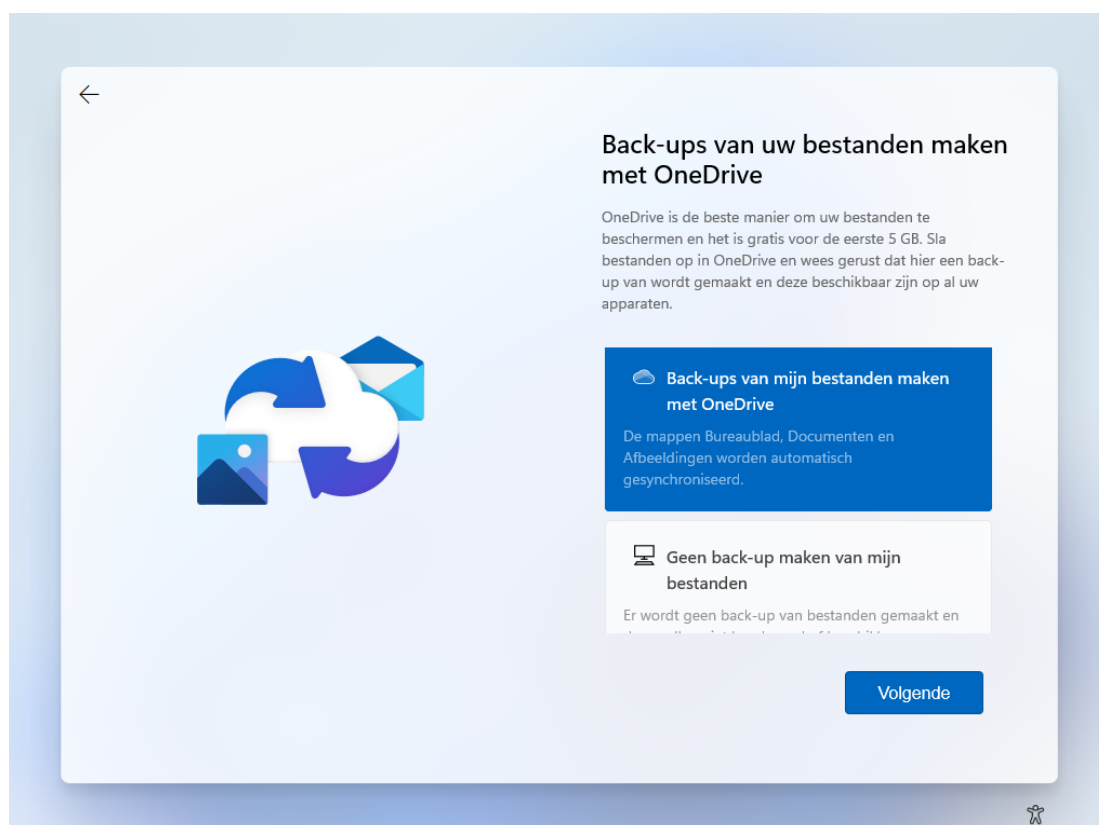 Back-ups van uw bestanden maken
met OneDrive
OneDrive is de beste manier om uw bestanden te
beschermen en het is gratis voor de eerste 5 GB. Sla
bestanden op in OneDrive en wees gerust dat hier een back-
up van wordt gemaakt en deze beschikbaar zijn op al uw
apparaten.
Back-ups van mijn bestanden maken
met OneDrive
De mappen Bureaublad, Documenten en
Afbeeldingen worden automatisch
gesynchroniseerd.
Geen back-up maken van mijn
bestanden
Er wordt geen back-up van bestanden gemaakt en
Volgende